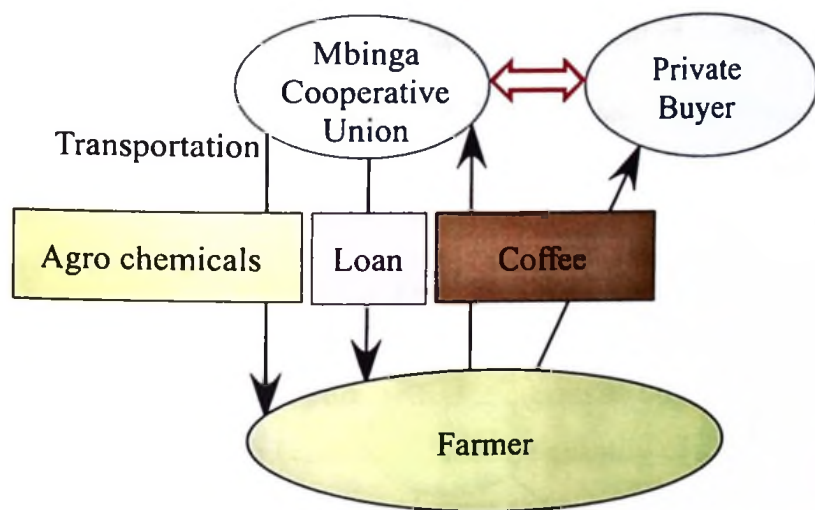 Mbinga
Cooperative
Union
Private
Buyer
Transportation
Agro chemicals
Loan
Coffee
Farmer